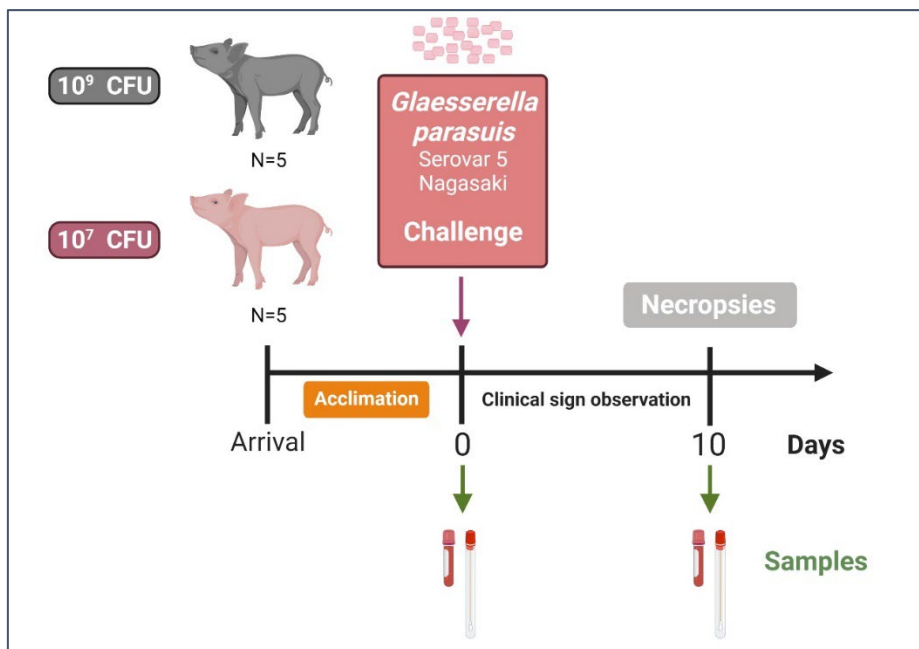 10⁹ CFU
N=5
10⁷ CFU
N=5
Glaesserella
parasuis
Serovar 5
Nagasaki
Challenge
Necropsies
Acclimation
Clinical sign observation
Arrival
0
10
Days
Samples